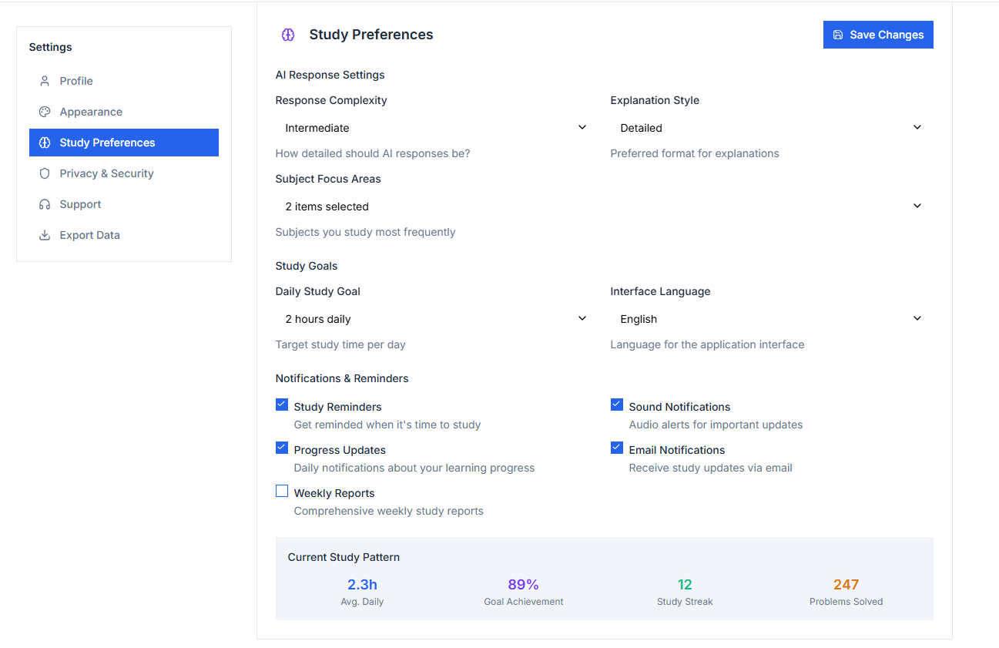 Settings
Profile
Appearance
Study Preferences
Privacy & Security
Support
Export Data
Study Preferences
Save Changes
AI Response Settings
Response Complexity
Explanation Style
Intermediate
Detailed
How detailed should AI responses be?
Preferred format for explanations
Subject Focus Areas
2 items selected
Subjects you study most frequently
Study Goals
Daily Study Goal
Interface Language
2 hours daily
English
Target study time per day
Language for the application interface
Notifications & Reminders
Study Reminders
Get reminded when it's time to study
Sound Notifications
Audio alerts for important updates
Progress Updates
Daily notifications about your learning progress
Email Notifications
Receive study updates via email
Weekly Reports
Comprehensive weekly study reports
Current Study Pattern
2.3h
Avg. Daily
89%
Goal Achievement
12
Study Streak
247
Problems Solved